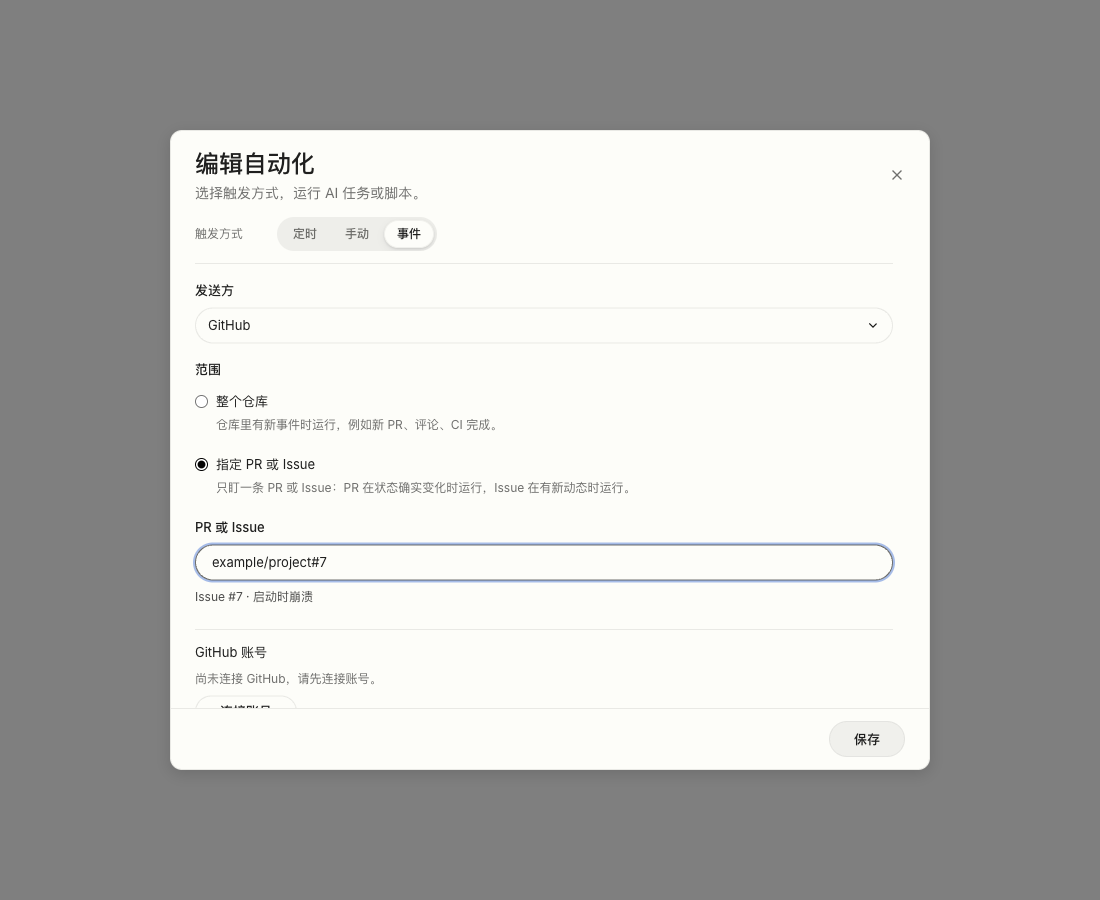 编辑自动化
选择触发方式，运行 AI 任务或脚本。
触发方式
定时
手动
事件
发送方
GitHub
范围
整个仓库
仓库里有新事件时运行，例如新 PR、评论、CI 完成。
指定 PR 或 Issue
只盯一条 PR 或 Issue：PR 在状态确实变化时运行，Issue 在有新动态时运行。
PR 或 Issue
example/project#7
Issue #7 · 启动时崩溃
GitHub 账号
尚未连接 GitHub，请先连接账号。
连接账号
保存